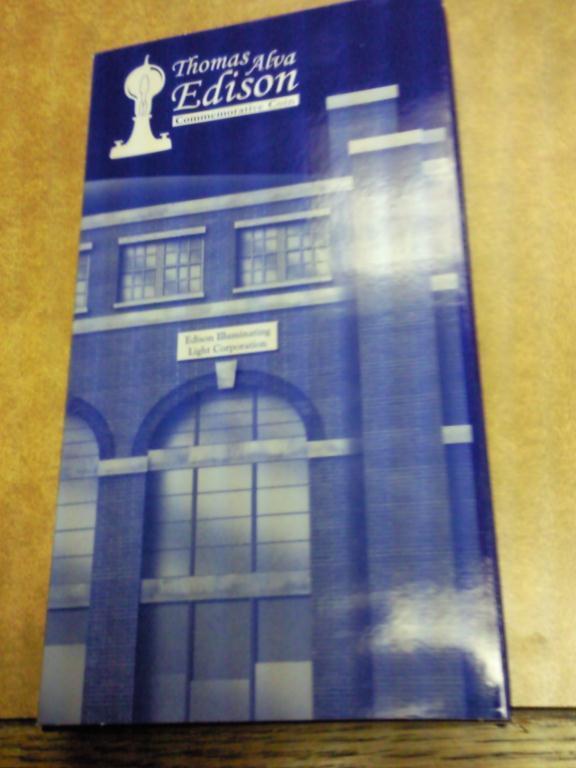 Thomas Alva
Edison
Commemorative Coin
Edison Illuminating
Light Corporation